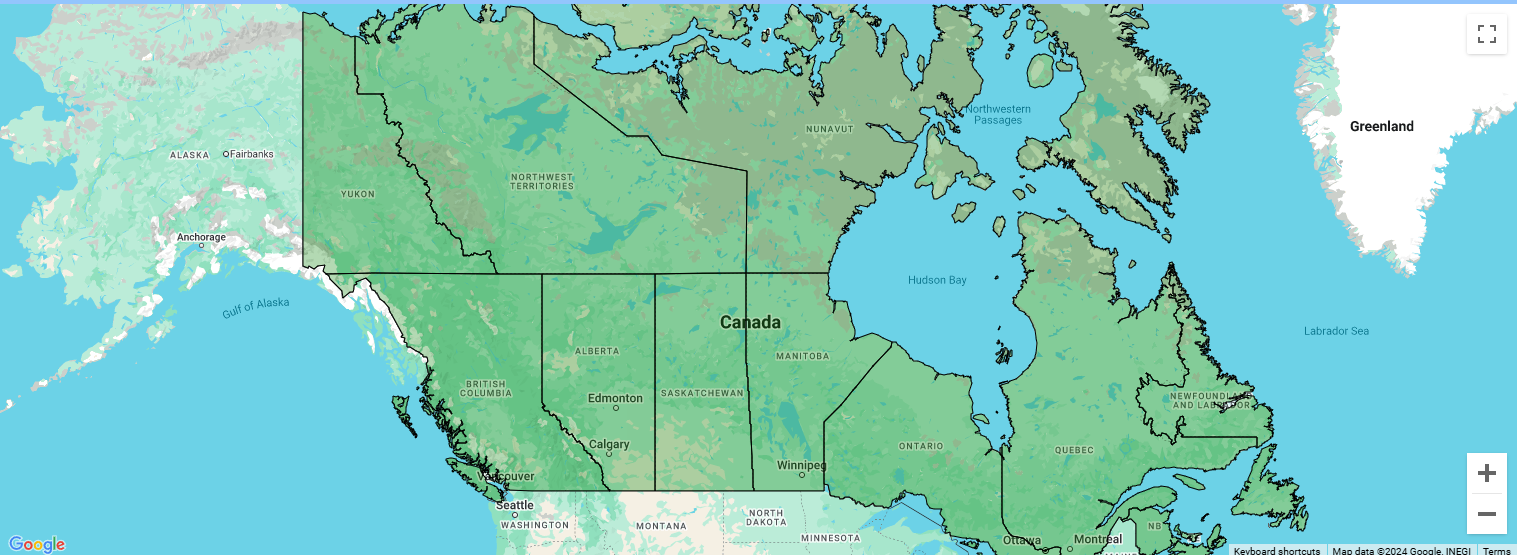 Northwestern
Passages
Greenland
NUNAVUT
ALASKA
Fairbanks
NORTHWEST
TERRITORIES
YUKON
Anchorage
Hudson Bay
Gulf of Alaska
Canada
Labrador Sea
ALBERTA
MANITOBA
BRITISH
COLUMBIA
SASKATCHEWAN
Edmonton
NEWFOUNDLAND
AND LABRADOR
Calgary
ONTARIO
QUEBEC
Winnipeg
Vancouver
Seattle
WASHINGTON
MONTANA
NORTH
DAKOTA
MINNESOTA
NB
Ottawa
Montreal
Google
Keyboard shortcuts
Map data ©2024 Google, INEGI
Terms